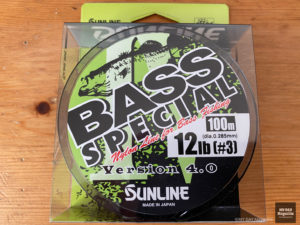 BASS
SPECIAL
Nylon Line for Bass Fishing
100m
(dia.0.285mm)
12lb(#3)
Version 4.0
SUNLINE
MADE IN JAPAN